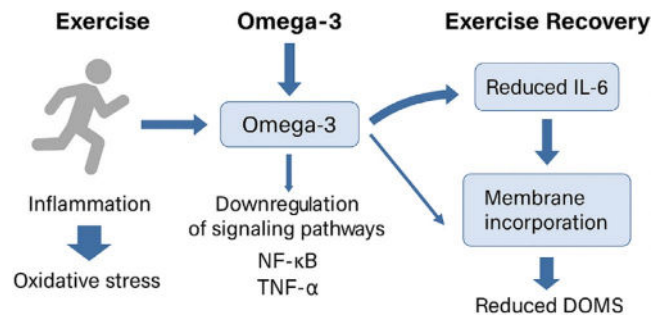 Exercise
Omega-3
Exercise Recovery
Omega-3
Reduced IL-6
Inflammation
Oxidative stress
Downregulation
of signaling pathways
NF-κB
TNF-α
Membrane
incorporation
Reduced DOMS